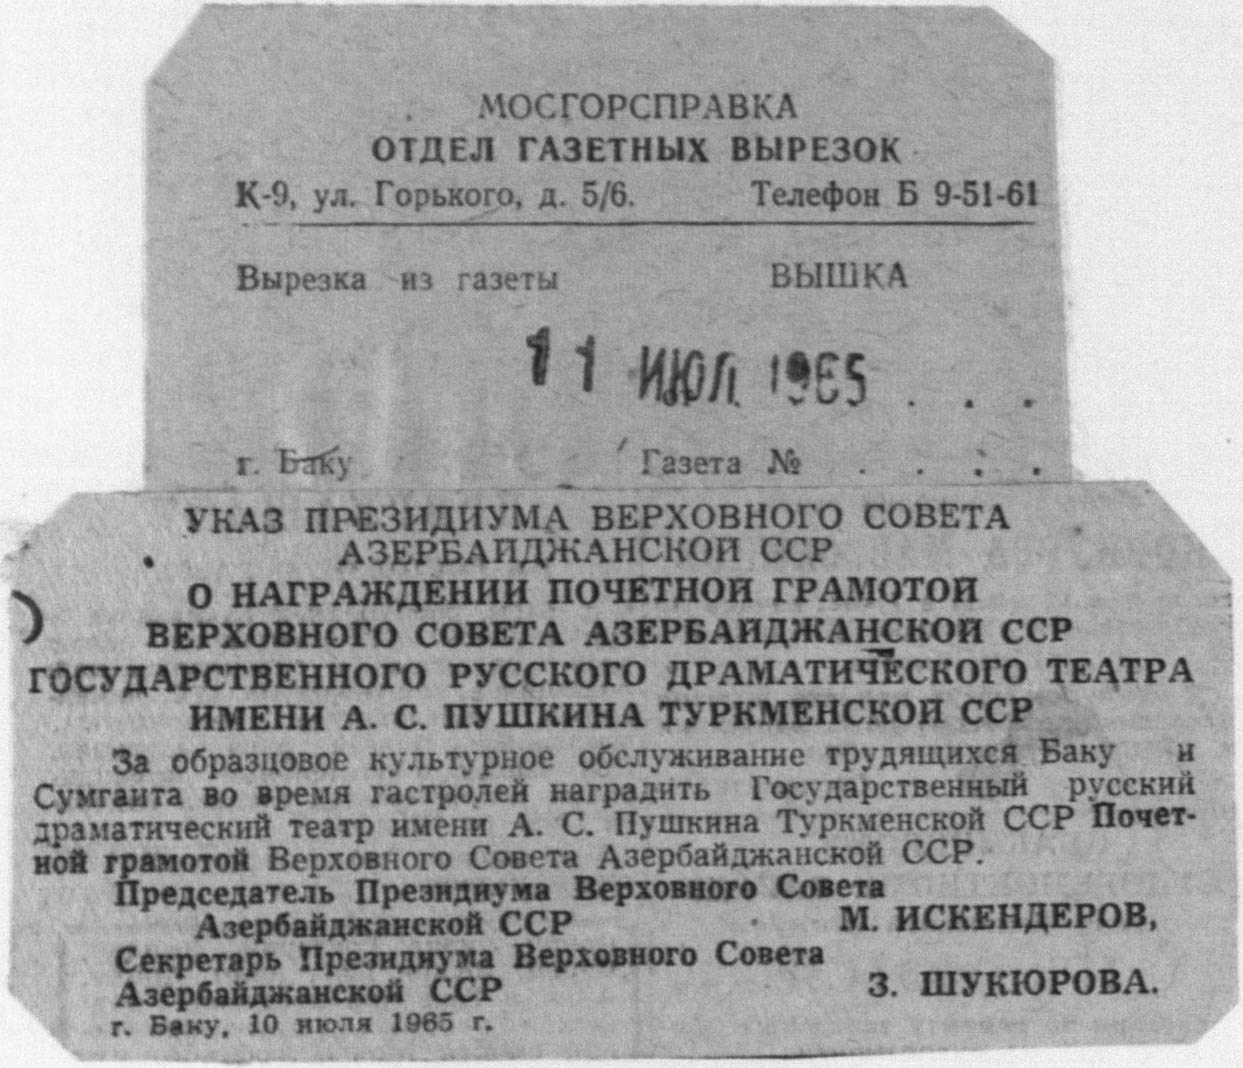 МОСГОРСПРАВКА
ОТДЕЛ ГАЗЕТНЫХ ВЫРЕЗОК
К-9, ул. Горького, д. 5/6. Телефон Б 9-51-61
Вырезка из газеты ВЫШКА
11 ИЮЛ 1965 . . .
г. Баку Газета № . . . .
УКАЗ ПРЕЗИДИУМА ВЕРХОВНОГО СОВЕТА
АЗЕРБАЙДЖАНСКОЙ ССР
О НАГРАЖДЕНИИ ПОЧЕТНОЙ ГРАМОТОЙ
ВЕРХОВНОГО СОВЕТА АЗЕРБАЙДЖАНСКОЙ ССР
ГОСУДАРСТВЕННОГО РУССКОГО ДРАМАТИЧЕСКОГО ТЕАТРА
ИМЕНИ А. С. ПУШКИНА ТУРКМЕНСКОЙ ССР
За образцовое культурное обслуживание трудящихся Баку и
Сумгаита во время гастролей наградить Государственный русский
драматический театр имени А. С. Пушкина Туркменской ССР Почет-
ной грамотой Верховного Совета Азербайджанской ССР.
Председатель Президиума Верховного Совета
Азербайджанской ССР М. ИСКЕНДЕРОВ,
Секретарь Президиума Верховного Совета
Азербайджанской ССР З. ШУКЮРОВА.
г. Баку, 10 июля 1965 г.